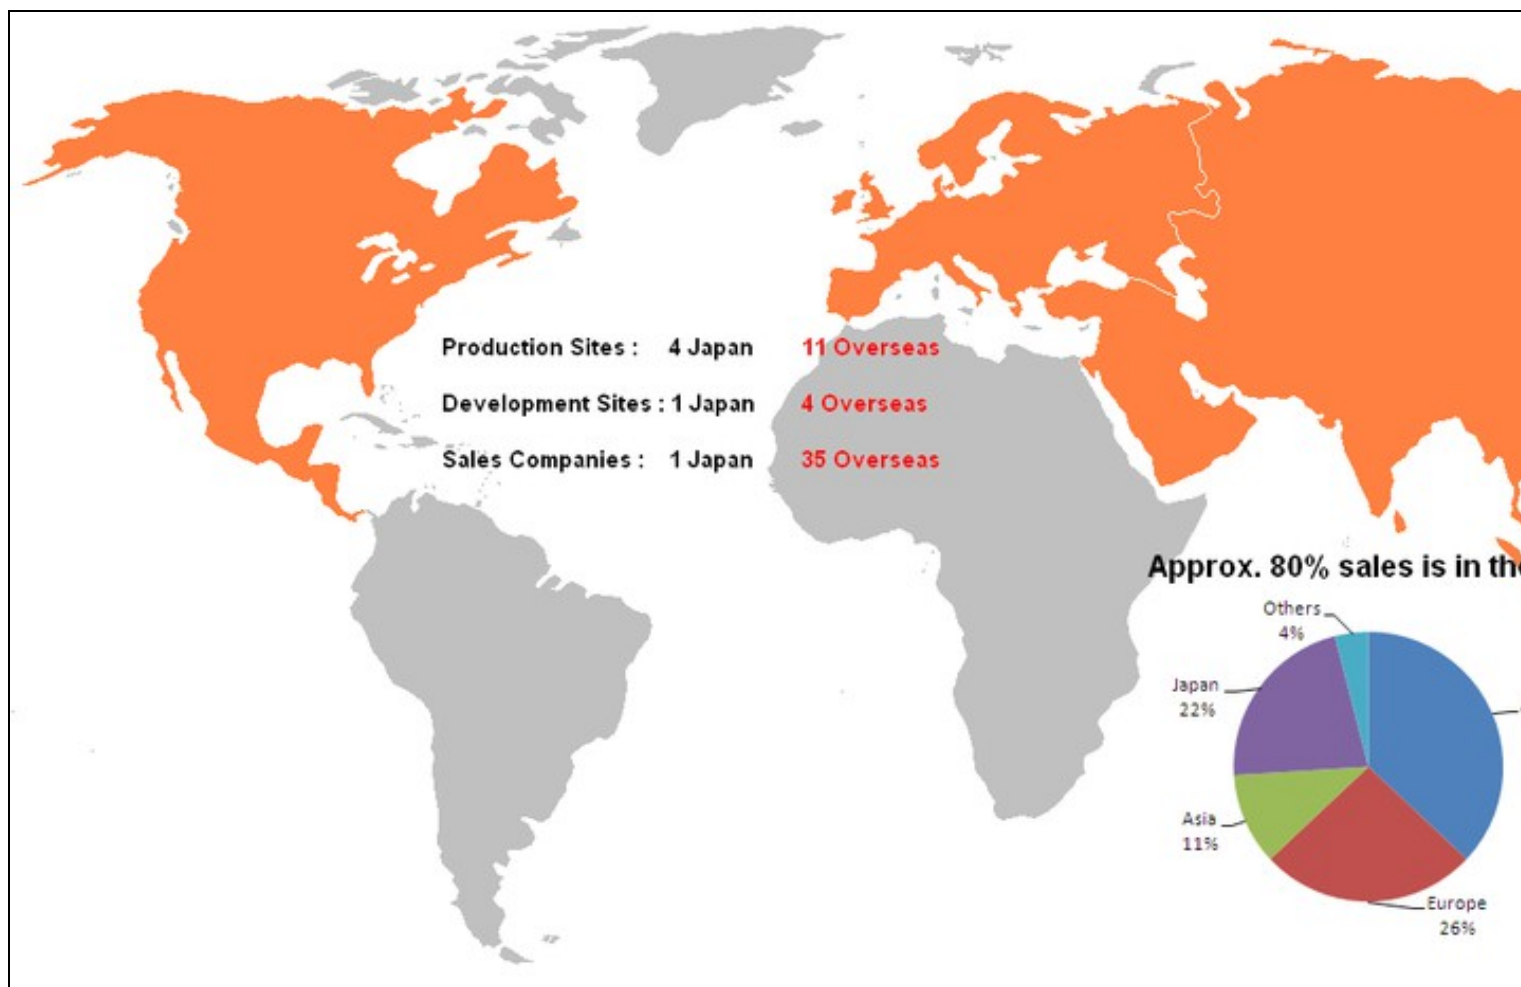 Production Sites : 4 Japan 11 Overseas
Development Sites : 1 Japan 4 Overseas
Sales Companies : 1 Japan 35 Overseas
Approx. 80% sales is in the
Others
4%
Japan
22%
Asia
11%
Europe
26%